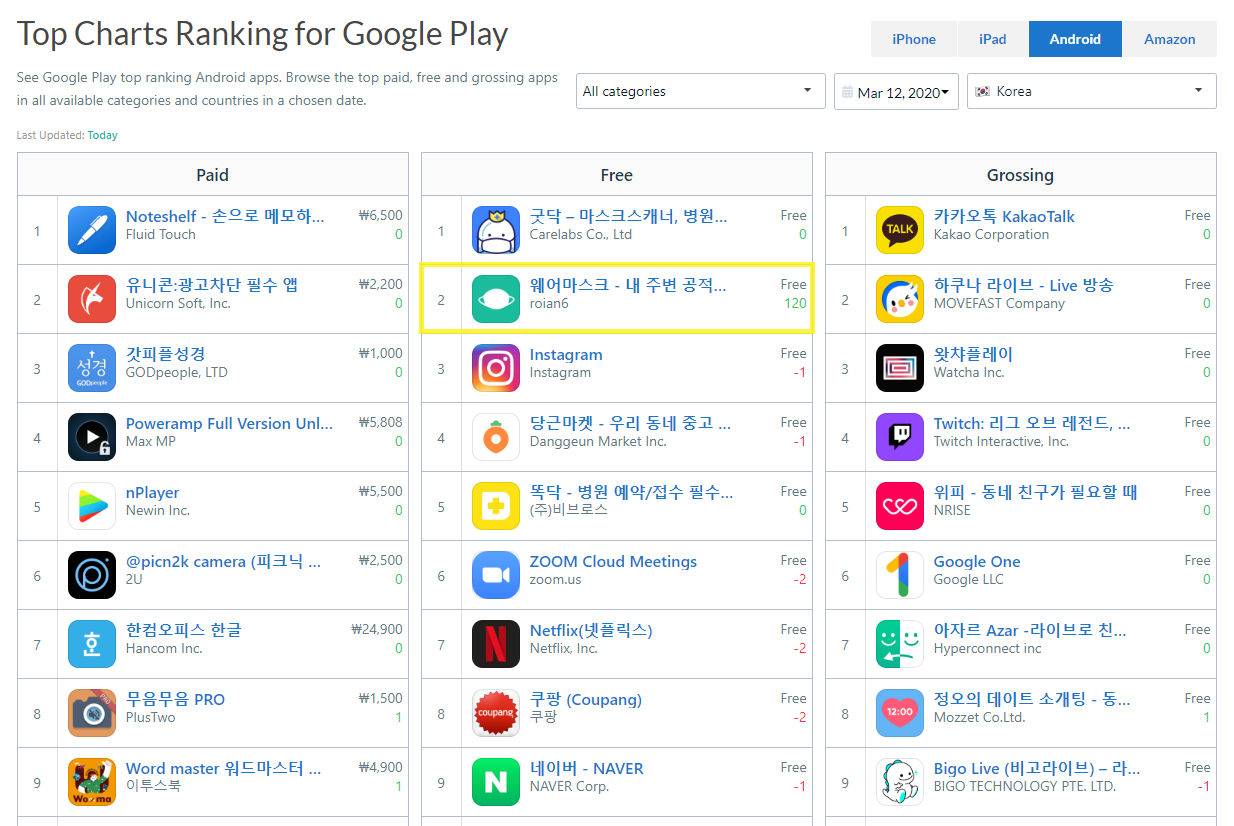 Top Charts Ranking for Google Play
iPhone
iPad
Android
Amazon
See Google Play top ranking Android apps. Browse the top paid, free and grossing apps
in all available categories and countries in a chosen date.
All categories
Mar 12, 2020
Korea
Last Updated: Today
Paid
1
Noteshelf - 손으로 메모하...
₩6,500
Fluid Touch
0
2
유니콘:광고차단 필수 앱
₩2,200
Unicorn Soft, Inc.
0
3
성경
GODpeople
갓피플성경
₩1,000
GODpeople, LTD
0
4
Poweramp Full Version Unl...
₩5,808
Max MP
0
5
nPlayer
₩5,500
Newin Inc.
0
6
@picn2k camera (피크닉 ...
₩2,500
2U
0
7
한컴오피스 한글
₩24,900
Hancom Inc.
0
8
PRO
무음무음 PRO
₩1,500
PlusTwo
1
9
Wo ma
Word master 워드마스터 ...
₩4,900
이투스북
1
Free
1
굿닥 – 마스크스캐너, 병원...
Free
Carelabs Co., Ltd
0
2
웨어마스크 - 내 주변 공적...
Free
roian6
120
3
Instagram
Free
Instagram
-1
4
당근마켓 - 우리 동네 중고 ...
Free
Danggeun Market Inc.
-1
5
똑닥 - 병원 예약/접수 필수...
Free
(주)비브로스
0
6
ZOOM Cloud Meetings
Free
zoom.us
-2
7
N
Netflix(넷플릭스)
Free
Netflix, Inc.
-2
8
coupang
쿠팡 (Coupang)
Free
쿠팡
-2
9
N
네이버 - NAVER
Free
NAVER Corp.
-1
Grossing
1
TALK
카카오톡 KakaoTalk
Free
Kakao Corporation
0
2
하쿠나 라이브 - Live 방송
Free
MOVEFAST Company
0
3
왓챠플레이
Free
Watcha Inc.
0
4
Twitch: 리그 오브 레전드, ...
Free
Twitch Interactive, Inc.
0
5
위피 - 동네 친구가 필요할 때
Free
NRISE
0
6
Google One
Free
Google LLC
0
7
아자르 Azar -라이브로 친...
Free
Hyperconnect inc
0
8
12:00
정오의 데이트 소개팅 - 동...
Free
Mozzet Co.Ltd.
1
9
Bigo Live (비고라이브) – 라...
Free
BIGO TECHNOLOGY PTE. LTD.
-1